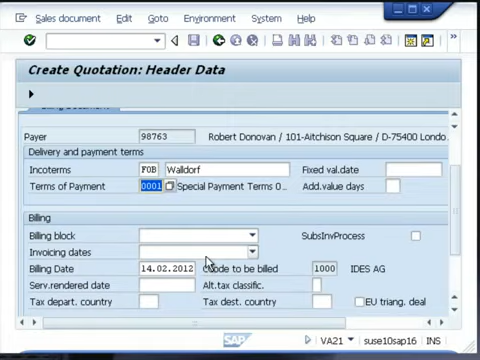 Sales document Edit Goto Environment System Help
»
Create Quotation: Header Data
Payer 98763 Robert Donovan / 101-Aitchison Square / D-75400 Londo.
Delivery and payment terms
Incoterms FOB Walldorf Fixed val.date
Terms of Payment 0001 Special Payment Terms 0... Add.value days
Billing
Billing block SubsInvProcess
Invoicing dates
Billing Date 14.02.2012 to be billed 1000 IDES AG
Serv.rendered date Alt.tax classific.
Tax depart. country Tax dest. country EU triang. deal
SAP VA21 suse10sap16 INS